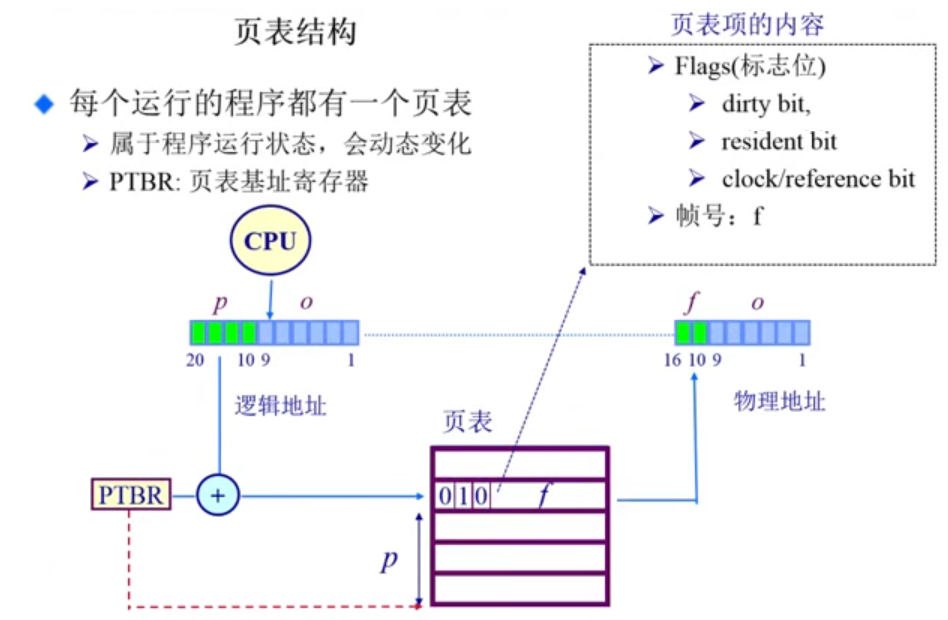 页表结构
每个运行的程序都有一个页表
属于程序运行状态，会动态变化
PTBR: 页表基址寄存器
页表项的内容
Flags(标志位)
dirty bit,
resident bit
clock/reference bit
帧号：f
CPU
p o
20 10 9 1
逻辑地址
f o
16 10 9 1
物理地址
页表
PTBR
+
0 1 0 f
p